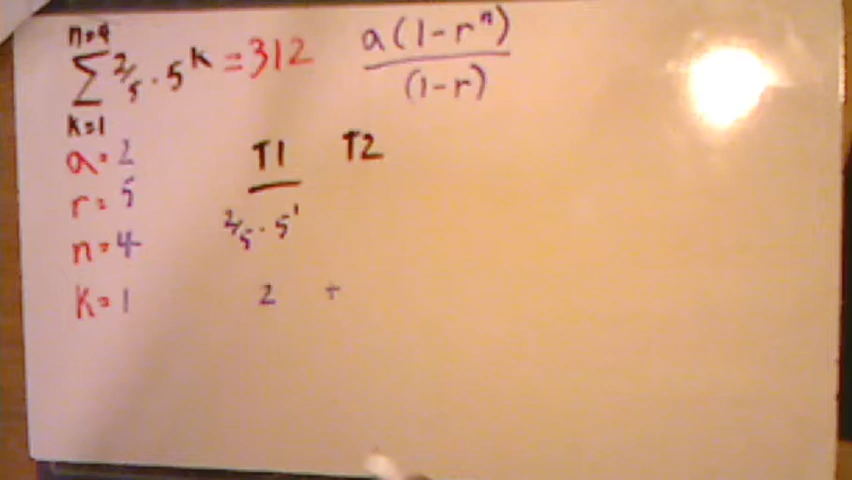 n=4
∑ 2/5 · 5^k = 312
k=1
a(1-r^n)
(1-r)
a=2
r=5
n=4
k=1
T1 T2
2/5 · 5^1
2 +